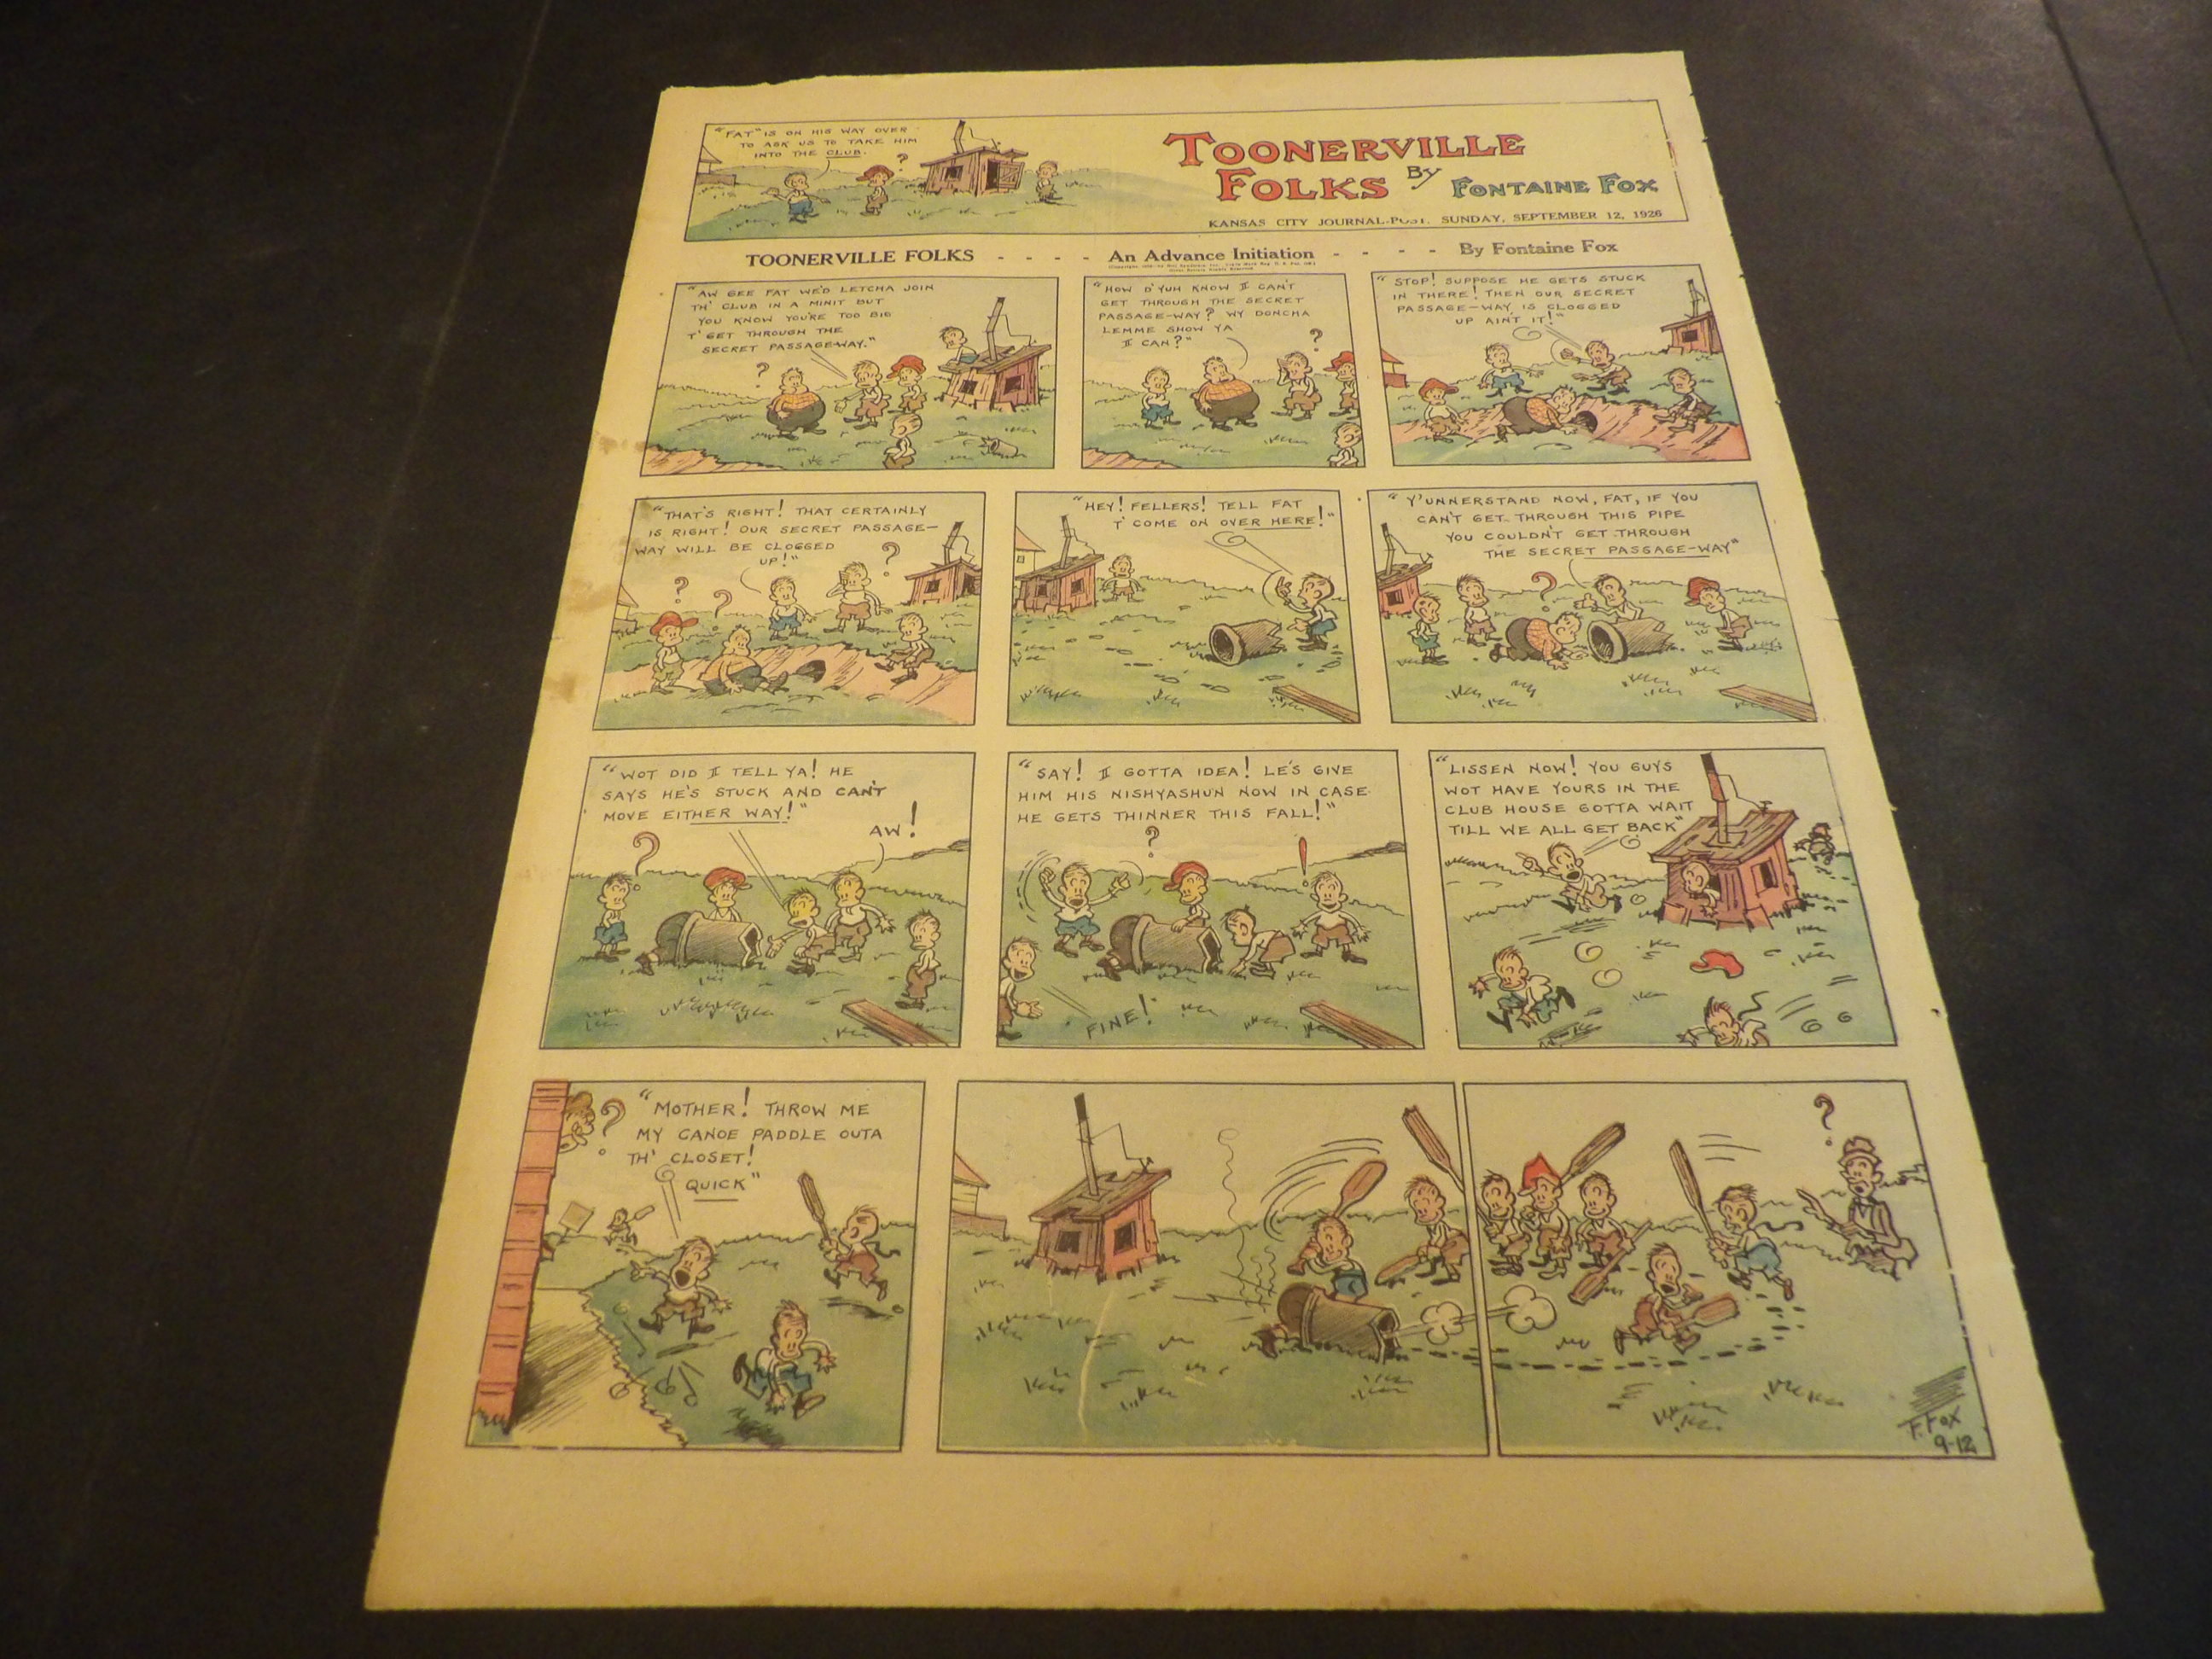 "FAT" IS ON HIS WAY OVER
TO ASK US TO TAKE HIM
INTO THE CLUB.
?
TOONERVILLE
FOLKS BY FONTAINE FOX
KANSAS CITY JOURNAL-POST, SUNDAY, SEPTEMBER 12, 1926
TOONERVILLE FOLKS - - - - An Advance Initiation - - - - By Fontaine Fox
"AW GEE FAT WE'D LETCHA JOIN
TH' CLUB IN A MINIT BUT
YOU KNOW YOU'RE TOO BIG
T' GET THROUGH THE
SECRET PASSAGE-WAY."
?
"HOW D'YUH KNOW I CAN'T
GET THROUGH THE SECRET
PASSAGE-WAY? WY DONCHA
LEMME SHOW YA
I CAN?"
?
"STOP! SUPPOSE HE GETS STUCK
IN THERE! THEN OUR SECRET
PASSAGE-WAY IS CLOGGED
UP AIN'T IT!"
"THAT'S RIGHT! THAT CERTAINLY
IS RIGHT! OUR SECRET PASSAGE-
WAY WILL BE CLOGGED
UP!"
?
?
?
"HEY! FELLERS! TELL FAT
T' COME ON OVER HERE!"
"Y'UNNERSTAND NOW, FAT, IF YOU
CAN'T GET THROUGH THIS PIPE
YOU COULDN'T GET THROUGH
THE SECRET PASSAGE-WAY"
?
"WOT DID I TELL YA! HE
SAYS HE'S STUCK AND CAN'T
MOVE EITHER WAY!"
AW!
?
"SAY! I GOTTA IDEA! LE'S GIVE
HIM HIS NISHYASHUN NOW IN CASE
HE GETS THINNER THIS FALL!"
?
!
FINE!
"LISSEN NOW! YOU GUYS
WOT HAVE YOURS IN THE
CLUB HOUSE GOTTA WAIT
TILL WE ALL GET BACK"
?
"MOTHER! THROW ME
MY CANOE PADDLE OUTA
TH' CLOSET!
QUICK"
?
F. FOX
9-12